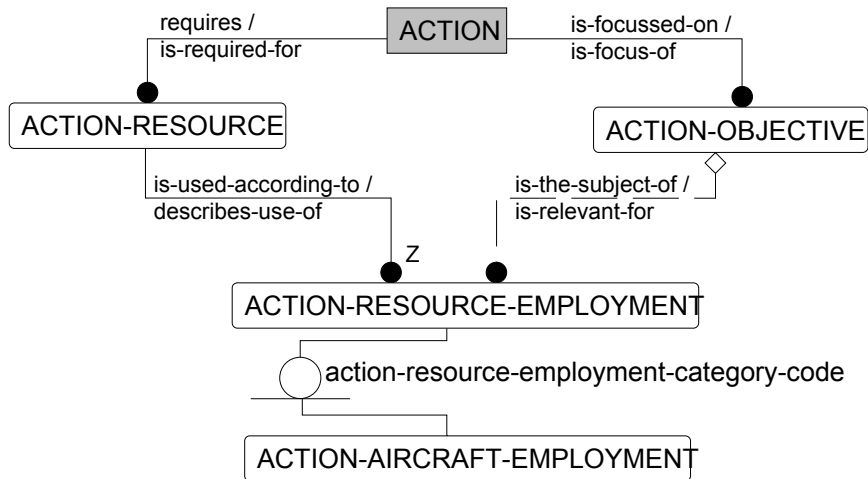 requires /
is-required-for
ACTION
is-focussed-on /
is-focus-of
ACTION-RESOURCE
ACTION-OBJECTIVE
is-used-according-to /
describes-use-of
is-the-subject-of /
is-relevant-for
Z
ACTION-RESOURCE-EMPLOYMENT
action-resource-employment-category-code
ACTION-AIRCRAFT-EMPLOYMENT